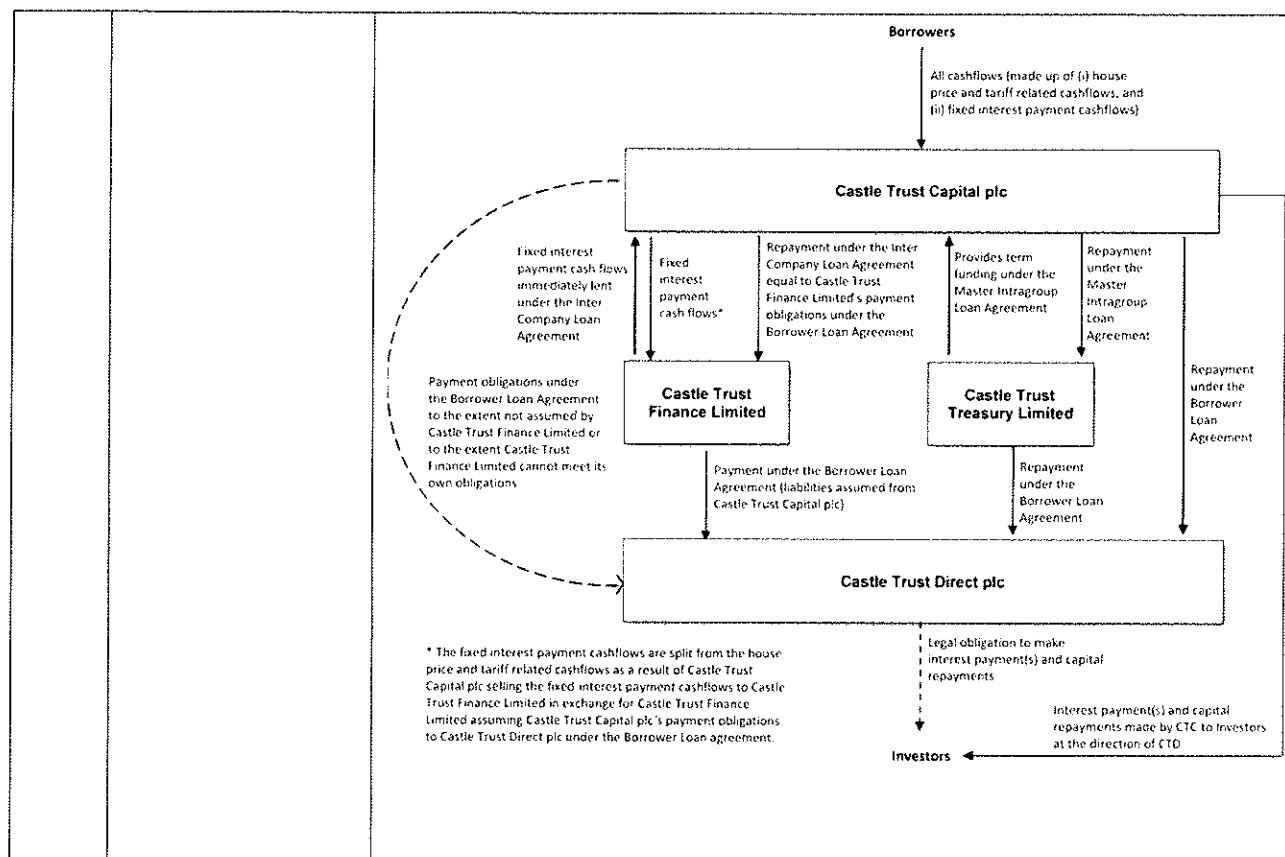 Borrowers
All cashflows (made up of (i) house
price and tariff related cashflows, and
(ii) fixed interest payment cashflows)
Castle Trust Capital plc
Fixed interest
payment cash flows
immediately lent
under the Inter
Company Loan
Agreement
Fixed
interest
payment
cash flows*
Repayment under the Inter
Company Loan Agreement
equal to Castle Trust
Finance Limited's payment
obligations under the
Borrower Loan Agreement
Provides term
funding under the
Master Intragroup
Loan Agreement
Repayment
under the
Master
Intragroup
Loan
Agreement
Repayment
under the
Borrower
Loan
Agreement
Payment obligations under
the Borrower Loan Agreement
to the extent not assumed by
Castle Trust Finance Limited or
to the extent Castle Trust
Finance Limited cannot meet its
own obligations
Castle Trust
Finance Limited
Castle Trust
Treasury Limited
Payment under the Borrower Loan
Agreement (liabilities assumed from
Castle Trust Capital plc)
Repayment
under the
Borrower Loan
Agreement
Castle Trust Direct plc
Legal obligation to make
interest payment(s) and capital
repayments
* The fixed interest payment cashflows are split from the house
price and tariff related cashflows as a result of Castle Trust
Capital plc selling the fixed interest payment cashflows to Castle
Trust Finance Limited in exchange for Castle Trust Finance
Limited assuming Castle Trust Capital plc's payment obligations
to Castle Trust Direct plc under the Borrower Loan agreement.
Interest payment(s) and capital
repayments made by CTC to Investors
at the direction of CTD
Investors